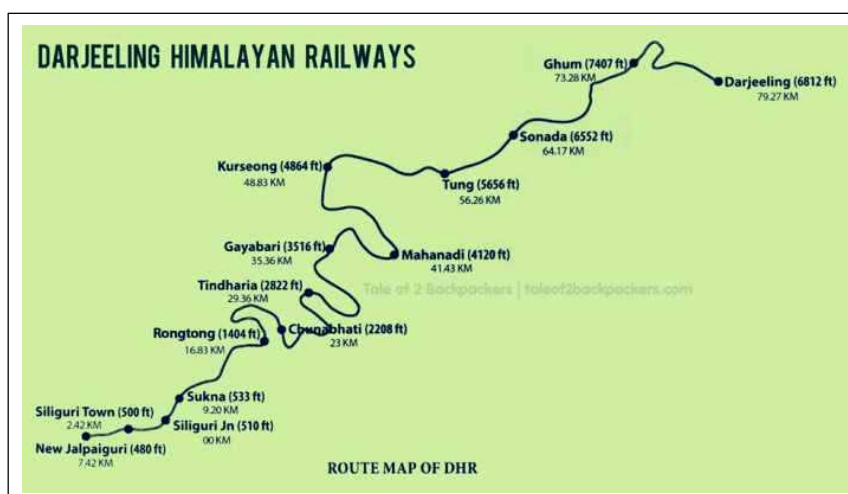 DARJEELING HIMALAYAN RAILWAYS
Ghum (7407 ft)
73.28 KM
Darjeeling (6812 ft)
79.27 KM
Sonada (6552 ft)
64.17 KM
Kurseong (4864 ft)
48.83 KM
Tung (5656 ft)
56.26 KM
Gayabari (3516 ft)
35.36 KM
Mahanadi (4120 ft)
41.43 KM
Tindharia (2822 ft)
29.36 KM
Tale of 2 Backpackers | taleof2backpackers.com
Rongtong (1404 ft)
16.83 KM
Chunabhati (2208 ft)
23 KM
Sukna (533 ft)
9.20 KM
Siliguri Town (500 ft)
2.42 KM
Siliguri Jn (510 ft)
00 KM
New Jalpaiguri (480 ft)
7.42 KM
ROUTE MAP OF DHR